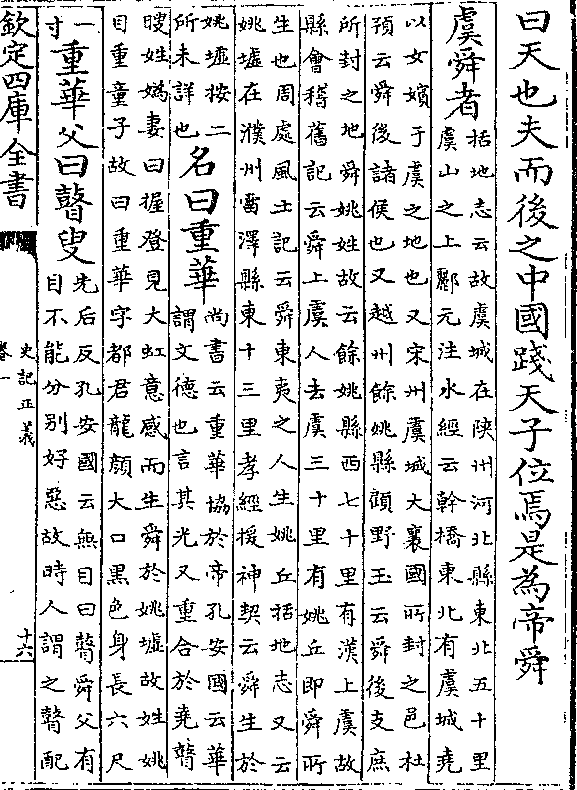 曰天也夫而後之中國踐天子位焉是為帝舜
虞舜者
括地志云故虞城在陜州河北縣東北五十里
虞山之上酈元注水經云幹橋東北有虞城堯
以女嬪于虞之地也又宋州虞城大襄國所封之邑杜
預云舜後諸侯也又越州餘姚縣顧野王云舜後支庶
所封之地舜姚姓故云餘姚縣西七十里有漢上虞故
縣會稽舊記云舜上虞人去虞三十里有姚丘即舜所
生也周處風土記云舜東夷之人生姚丘括地志又云
姚墟在濮州雷澤縣東十三里孝經援神契云舜生於
姚墟按二
所未詳也
名曰重華
尚書云重華協於帝孔安國云華
謂文德也言其光又重合於堯瞽
瞍姓媯妻曰握登見大虹意感而生舜於姚墟故姓姚
目重童子故曰重華字都君龍顔大口黒色身長六尺
一
寸
重華父曰瞽叟
先后反孔安國云無目曰瞽舜父有
目不能分别好惡故時人謂之瞽配
欽定四庫全書
史記正義
卷一
十六